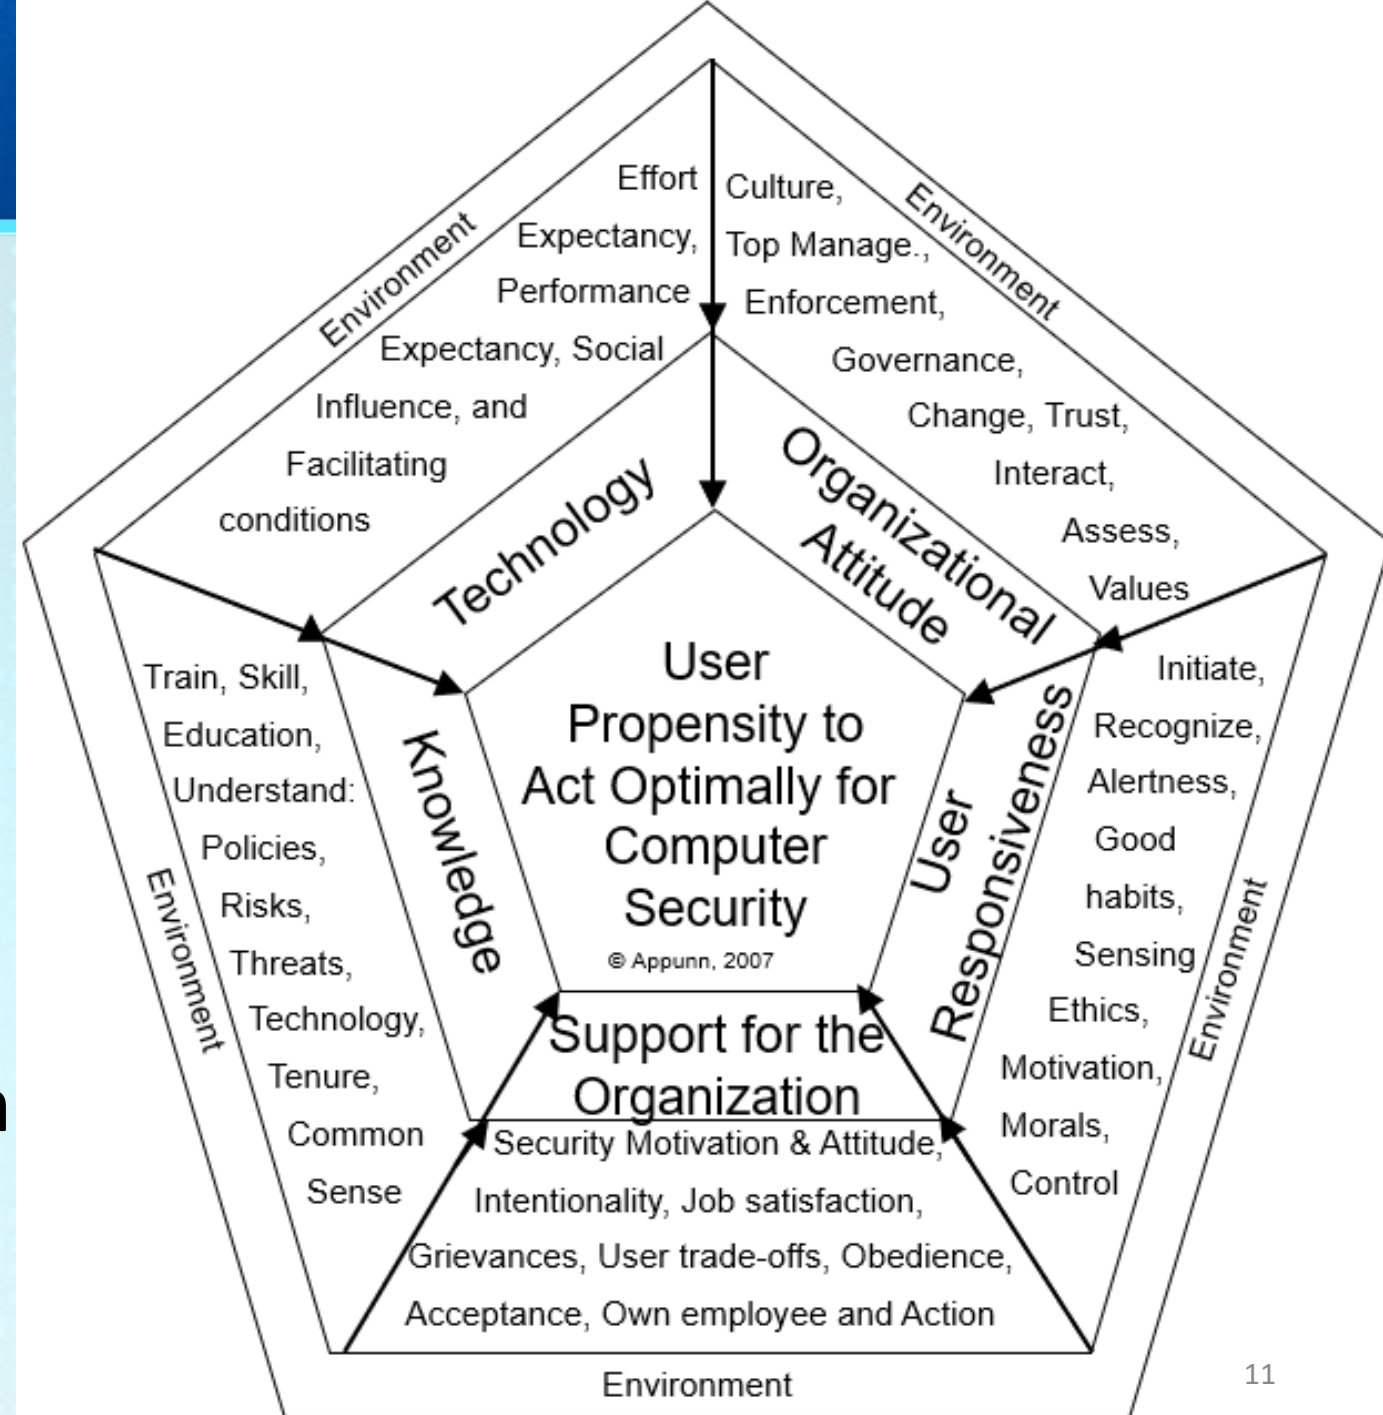 Environment
Effort
Expectancy,
Performance
Expectancy, Social
Influence, and
Facilitating
conditions
Environment
Culture,
Top Manage.,
Enforcement,
Governance,
Change, Trust,
Interact,
Assess,
Values
Technology
Organizational
Attitude
Environment
Train, Skill,
Education,
Understand:
Policies,
Risks,
Threats,
Technology,
Tenure,
Common
Sense
Knowledge
User
Propensity to
Act Optimally for
Computer
Security
© Appunn, 2007
User
Responsiveness
Initiate,
Recognize,
Alertness,
Good
habits,
Sensing
Ethics,
Motivation,
Morals,
Control
Environment
Support for the
Organization
Security Motivation & Attitude,
Intentionality, Job satisfaction,
Grievances, User trade-offs, Obedience,
Acceptance, Own employee and Action
Environment
11